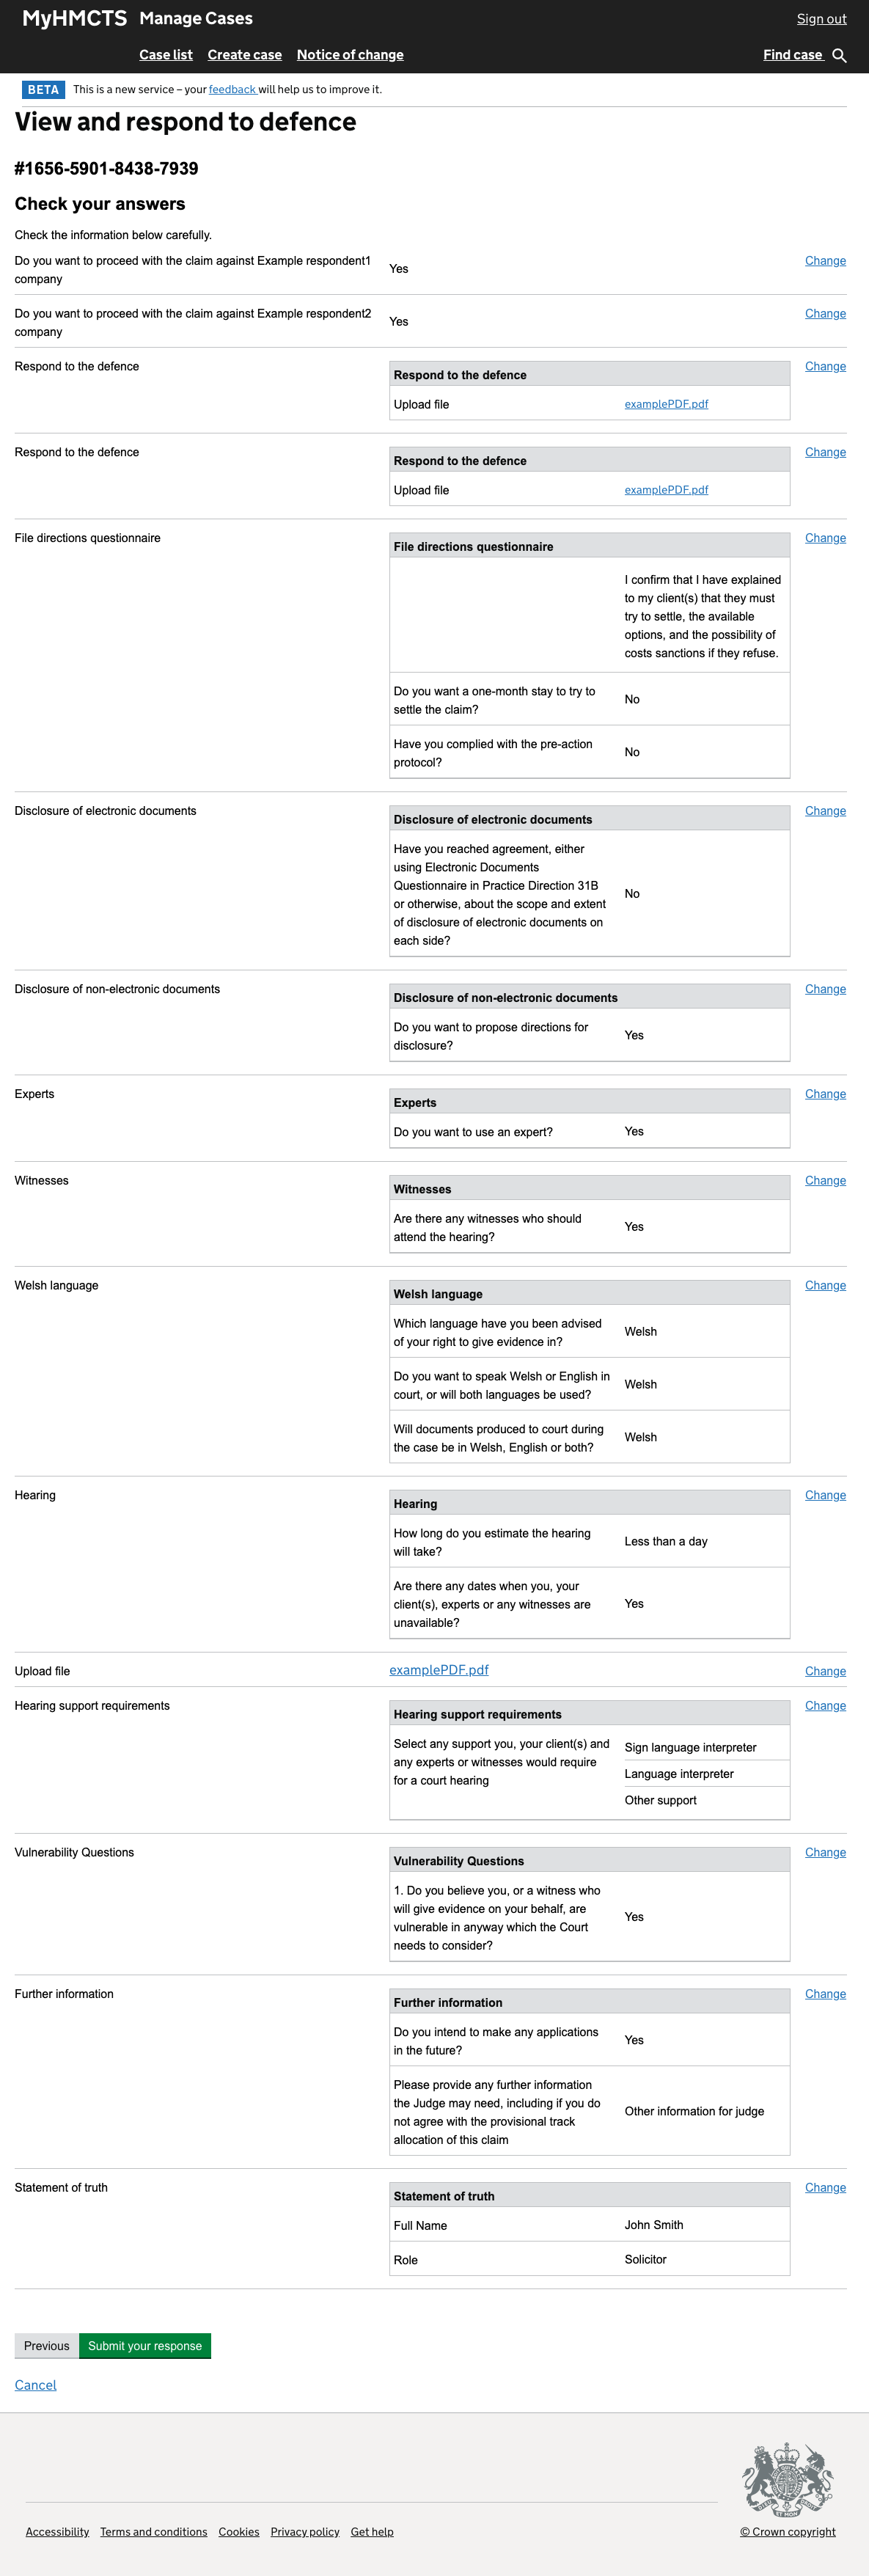 MyHMCTS Manage Cases Sign out
Case list Create case Notice of change Find case
BETA This is a new service – your feedback will help us to improve it.
View and respond to defence
#1656-5901-8438-7939
Check your answers
Check the information below carefully.
Do you want to proceed with the claim against Example respondent1
company
Yes
Change
Do you want to proceed with the claim against Example respondent2
company
Yes
Change
Respond to the defence
Respond to the defence
Upload file examplePDF.pdf
Change
Respond to the defence
Respond to the defence
Upload file examplePDF.pdf
Change
File directions questionnaire
File directions questionnaire
I confirm that I have explained
to my client(s) that they must
try to settle, the available
options, and the possibility of
costs sanctions if they refuse.
Do you want a one-month stay to try to
settle the claim?
No
Have you complied with the pre-action
protocol?
No
Change
Disclosure of electronic documents
Disclosure of electronic documents
Have you reached agreement, either
using Electronic Documents
Questionnaire in Practice Direction 31B
or otherwise, about the scope and extent
of disclosure of electronic documents on
each side?
No
Change
Disclosure of non-electronic documents
Disclosure of non-electronic documents
Do you want to propose directions for
disclosure?
Yes
Change
Experts
Experts
Do you want to use an expert? Yes
Change
Witnesses
Witnesses
Are there any witnesses who should
attend the hearing?
Yes
Change
Welsh language
Welsh language
Which language have you been advised
of your right to give evidence in?
Welsh
Do you want to speak Welsh or English in
court, or will both languages be used?
Welsh
Will documents produced to court during
the case be in Welsh, English or both?
Welsh
Change
Hearing
Hearing
How long do you estimate the hearing
will take?
Less than a day
Are there any dates when you, your
client(s), experts or any witnesses are
unavailable?
Yes
Change
Upload file examplePDF.pdf Change
Hearing support requirements
Hearing support requirements
Select any support you, your client(s) and
any experts or witnesses would require
for a court hearing
Sign language interpreter
Language interpreter
Other support
Change
Vulnerability Questions
Vulnerability Questions
1. Do you believe you, or a witness who
will give evidence on your behalf, are
vulnerable in anyway which the Court
needs to consider?
Yes
Change
Further information
Further information
Do you intend to make any applications
in the future?
Yes
Please provide any further information
the Judge may need, including if you do
not agree with the provisional track
allocation of this claim
Other information for judge
Change
Statement of truth
Statement of truth
Full Name John Smith
Role Solicitor
Change
Previous Submit your response
Cancel
Accessibility Terms and conditions Cookies Privacy policy Get help © Crown copyright